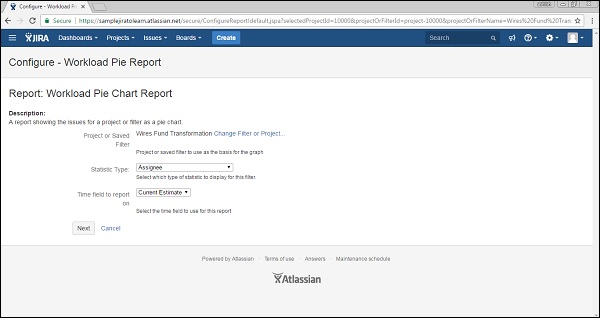 Configure - Workload Pie
Secure https://samplejiratolearn.atlassian.net/secure/ConfigureReport!default.jspa?selectedProjectId=10000&projectOrFilterId=project-10000&projectOrFilterName=Wires%20Fund%20Tran
JIRA Dashboards Projects Issues Boards Create Search
Configure - Workload Pie Report
Report: Workload Pie Chart Report
Description:
A report showing the issues for a project or filter as a pie chart.
Project or Saved Filter
Wires Fund Transformation Change Filter or Project...
Project or saved filter to use as the basis for the graph
Statistic Type: Assignee
Select which type of statistic to display for this filter
Time field to report on
Current Estimate
Select the time field to use for this report
Next Cancel
Powered by Atlassian · Terms of use · Answers · Maintenance schedule
Atlassian